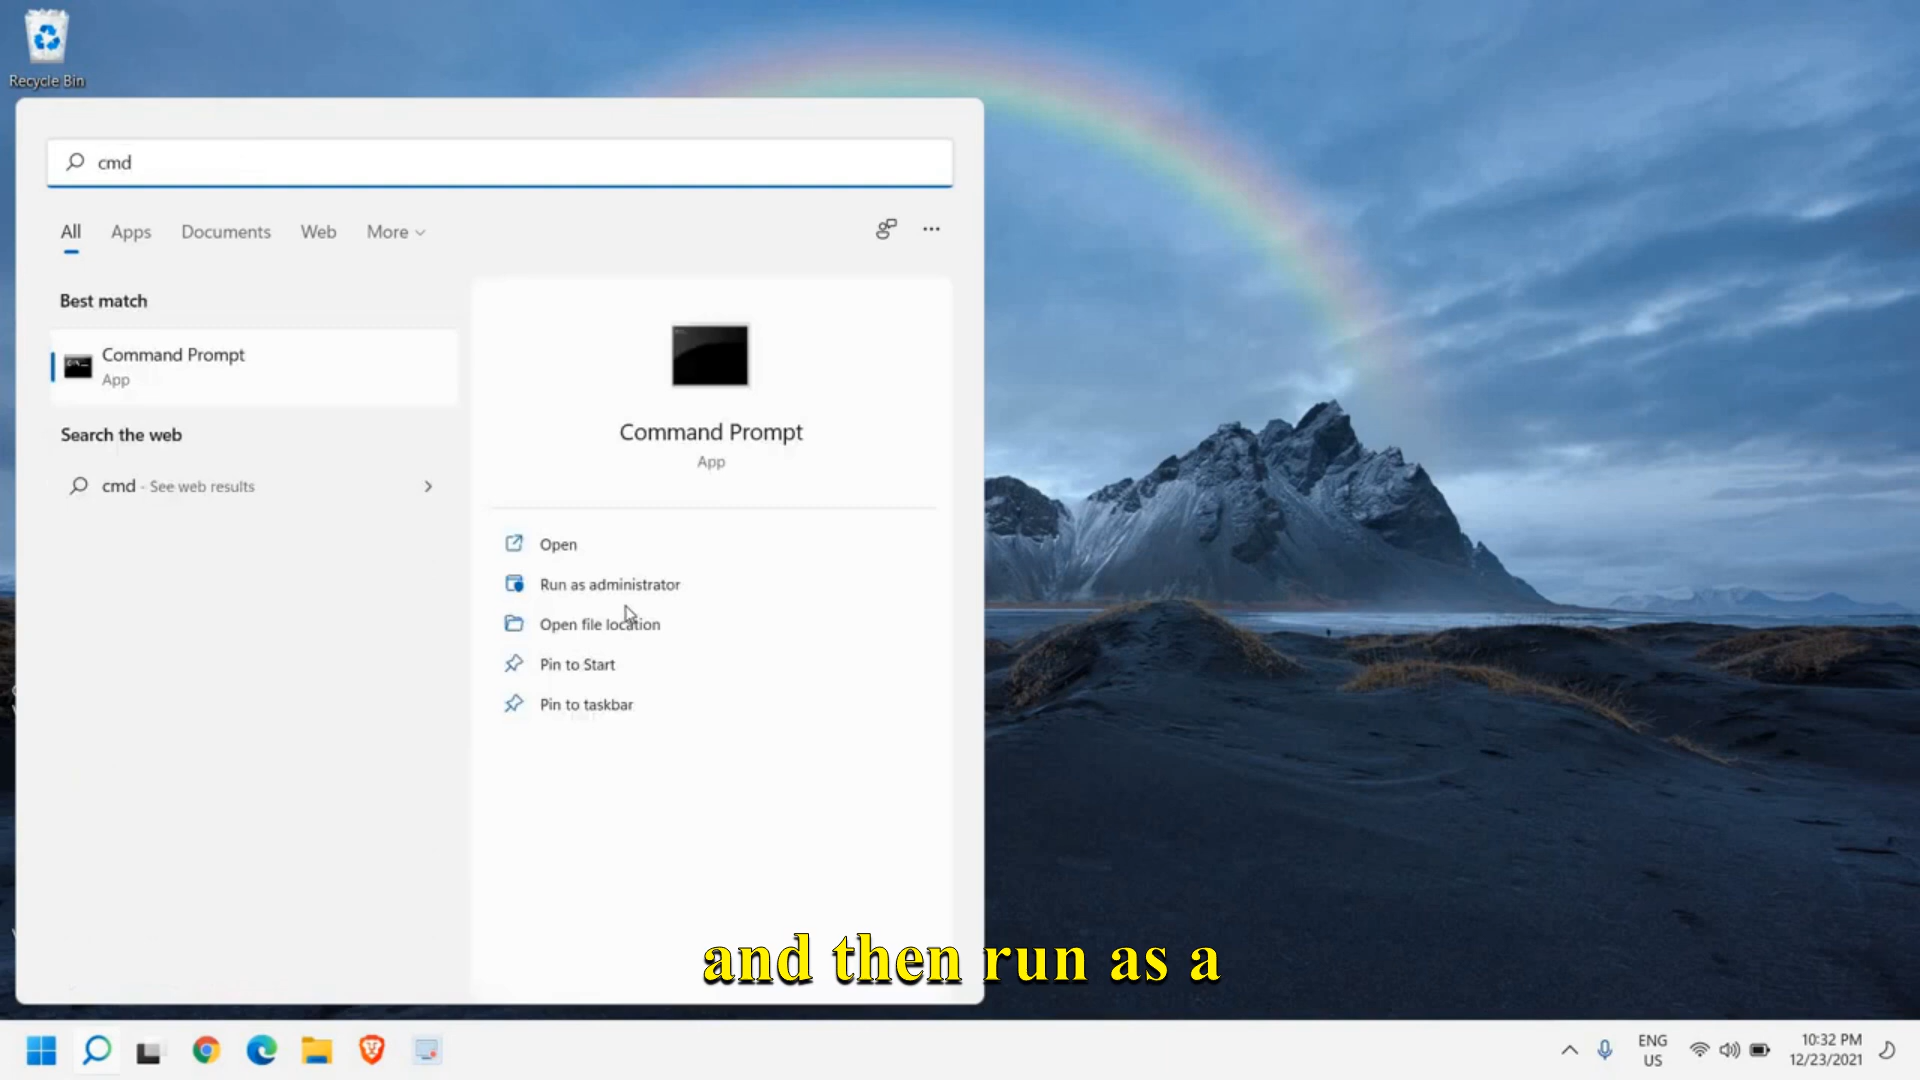 Recycle Bin
cmd
All Apps Documents Web More
Best match
Command Prompt
App
Search the web
cmd - See web results
Command Prompt
App
Open
Run as administrator
Open file location
Pin to Start
Pin to taskbar
and then run as a
ENG
US
10:32 PM
12/23/2021